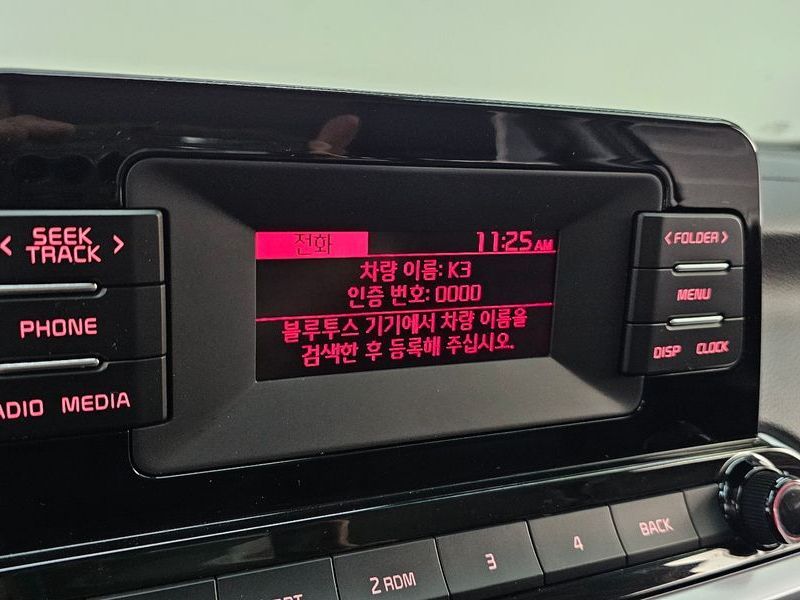 전화 11:25 AM
차량 이름: K3
인증 번호: 0000
블루투스 기기에서 차량 이름을
검색한 후 등록해 주십시오.
< SEEK >
TRACK
PHONE
MEDIA
< FOLDER >
MENU
DISP CLOCK
2 RDM
3
4
BACK